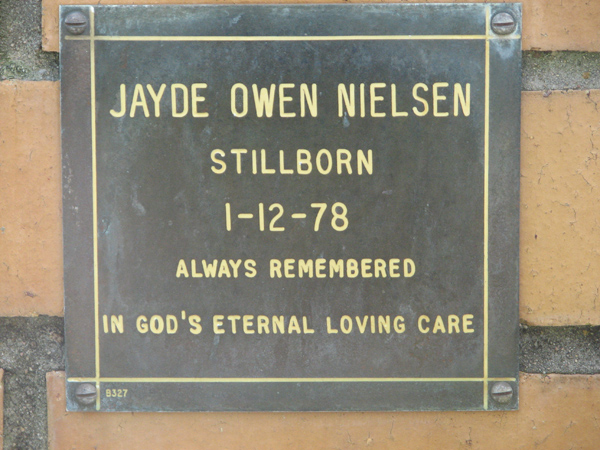 JAYDE OWEN NIELSEN
STILLBORN
1-12-78
ALWAYS REMEMBERED
IN GOD'S ETERNAL LOVING CARE
B327